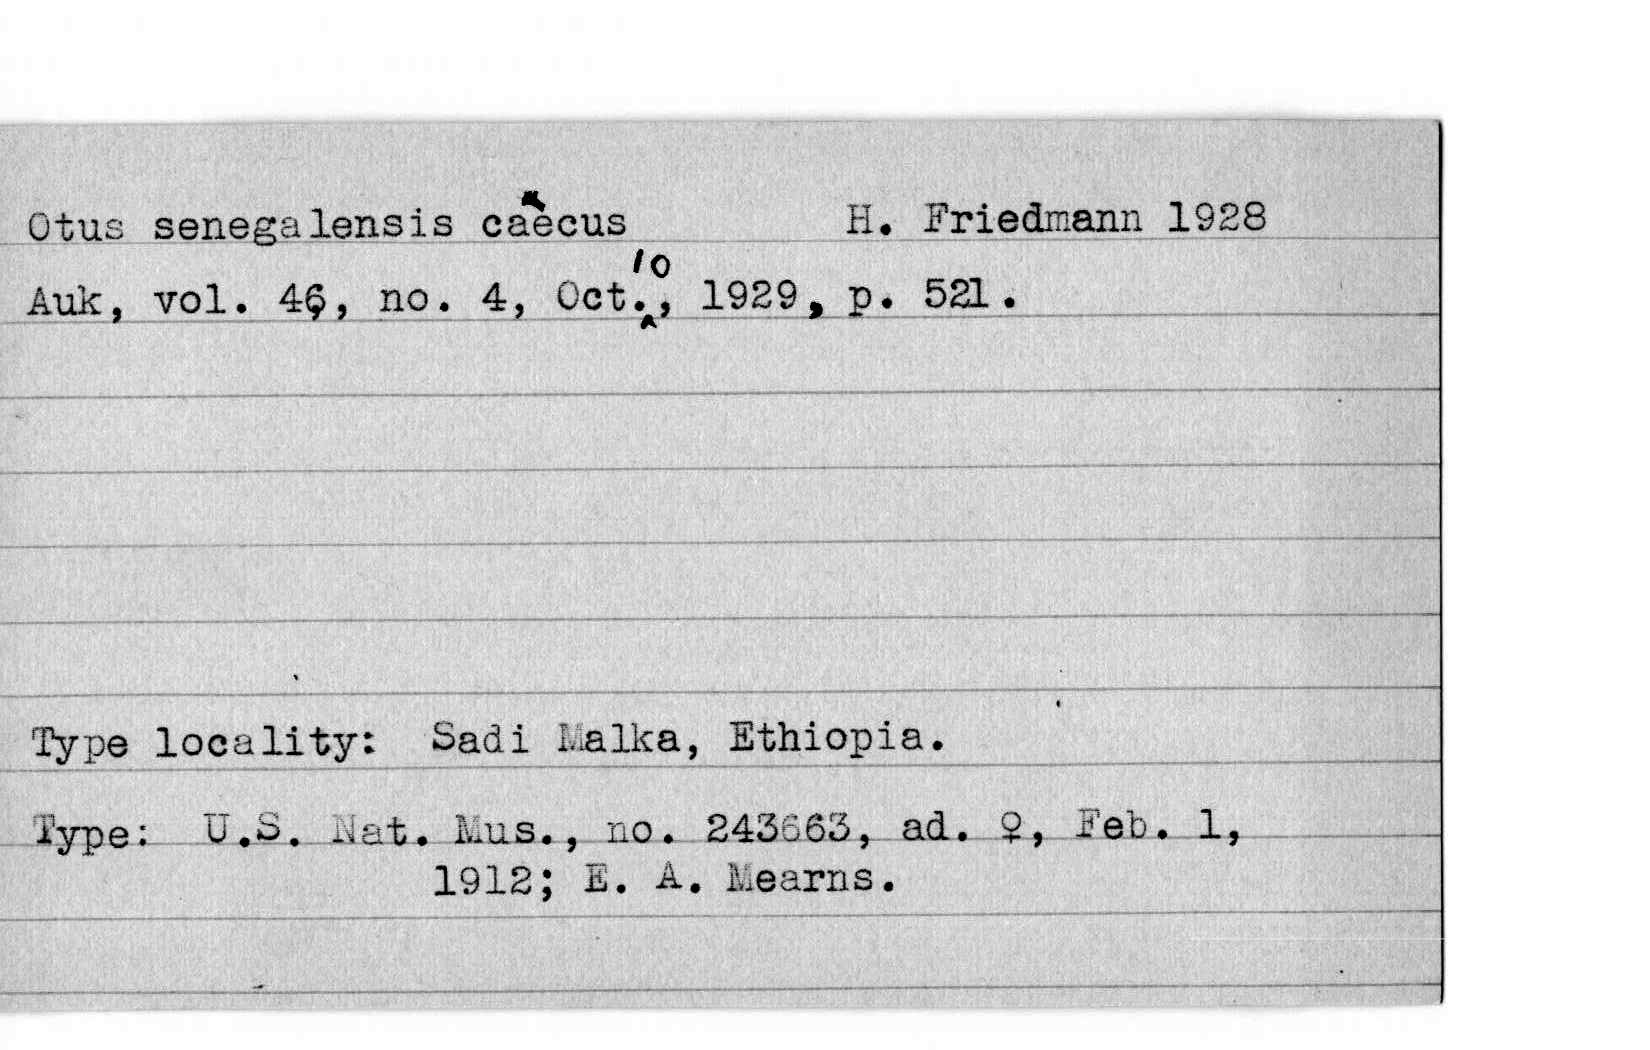 Otus senegalensis caecus H. Friedmann 1928
Auk, vol. 46, no. 4, Oct. 10, 1929, p. 521.
Type locality: Sadi Malka, Ethiopia.
Type: U.S. Nat. Mus., no. 243663, ad. ♀, Feb. 1,
1912; E. A. Mearns.